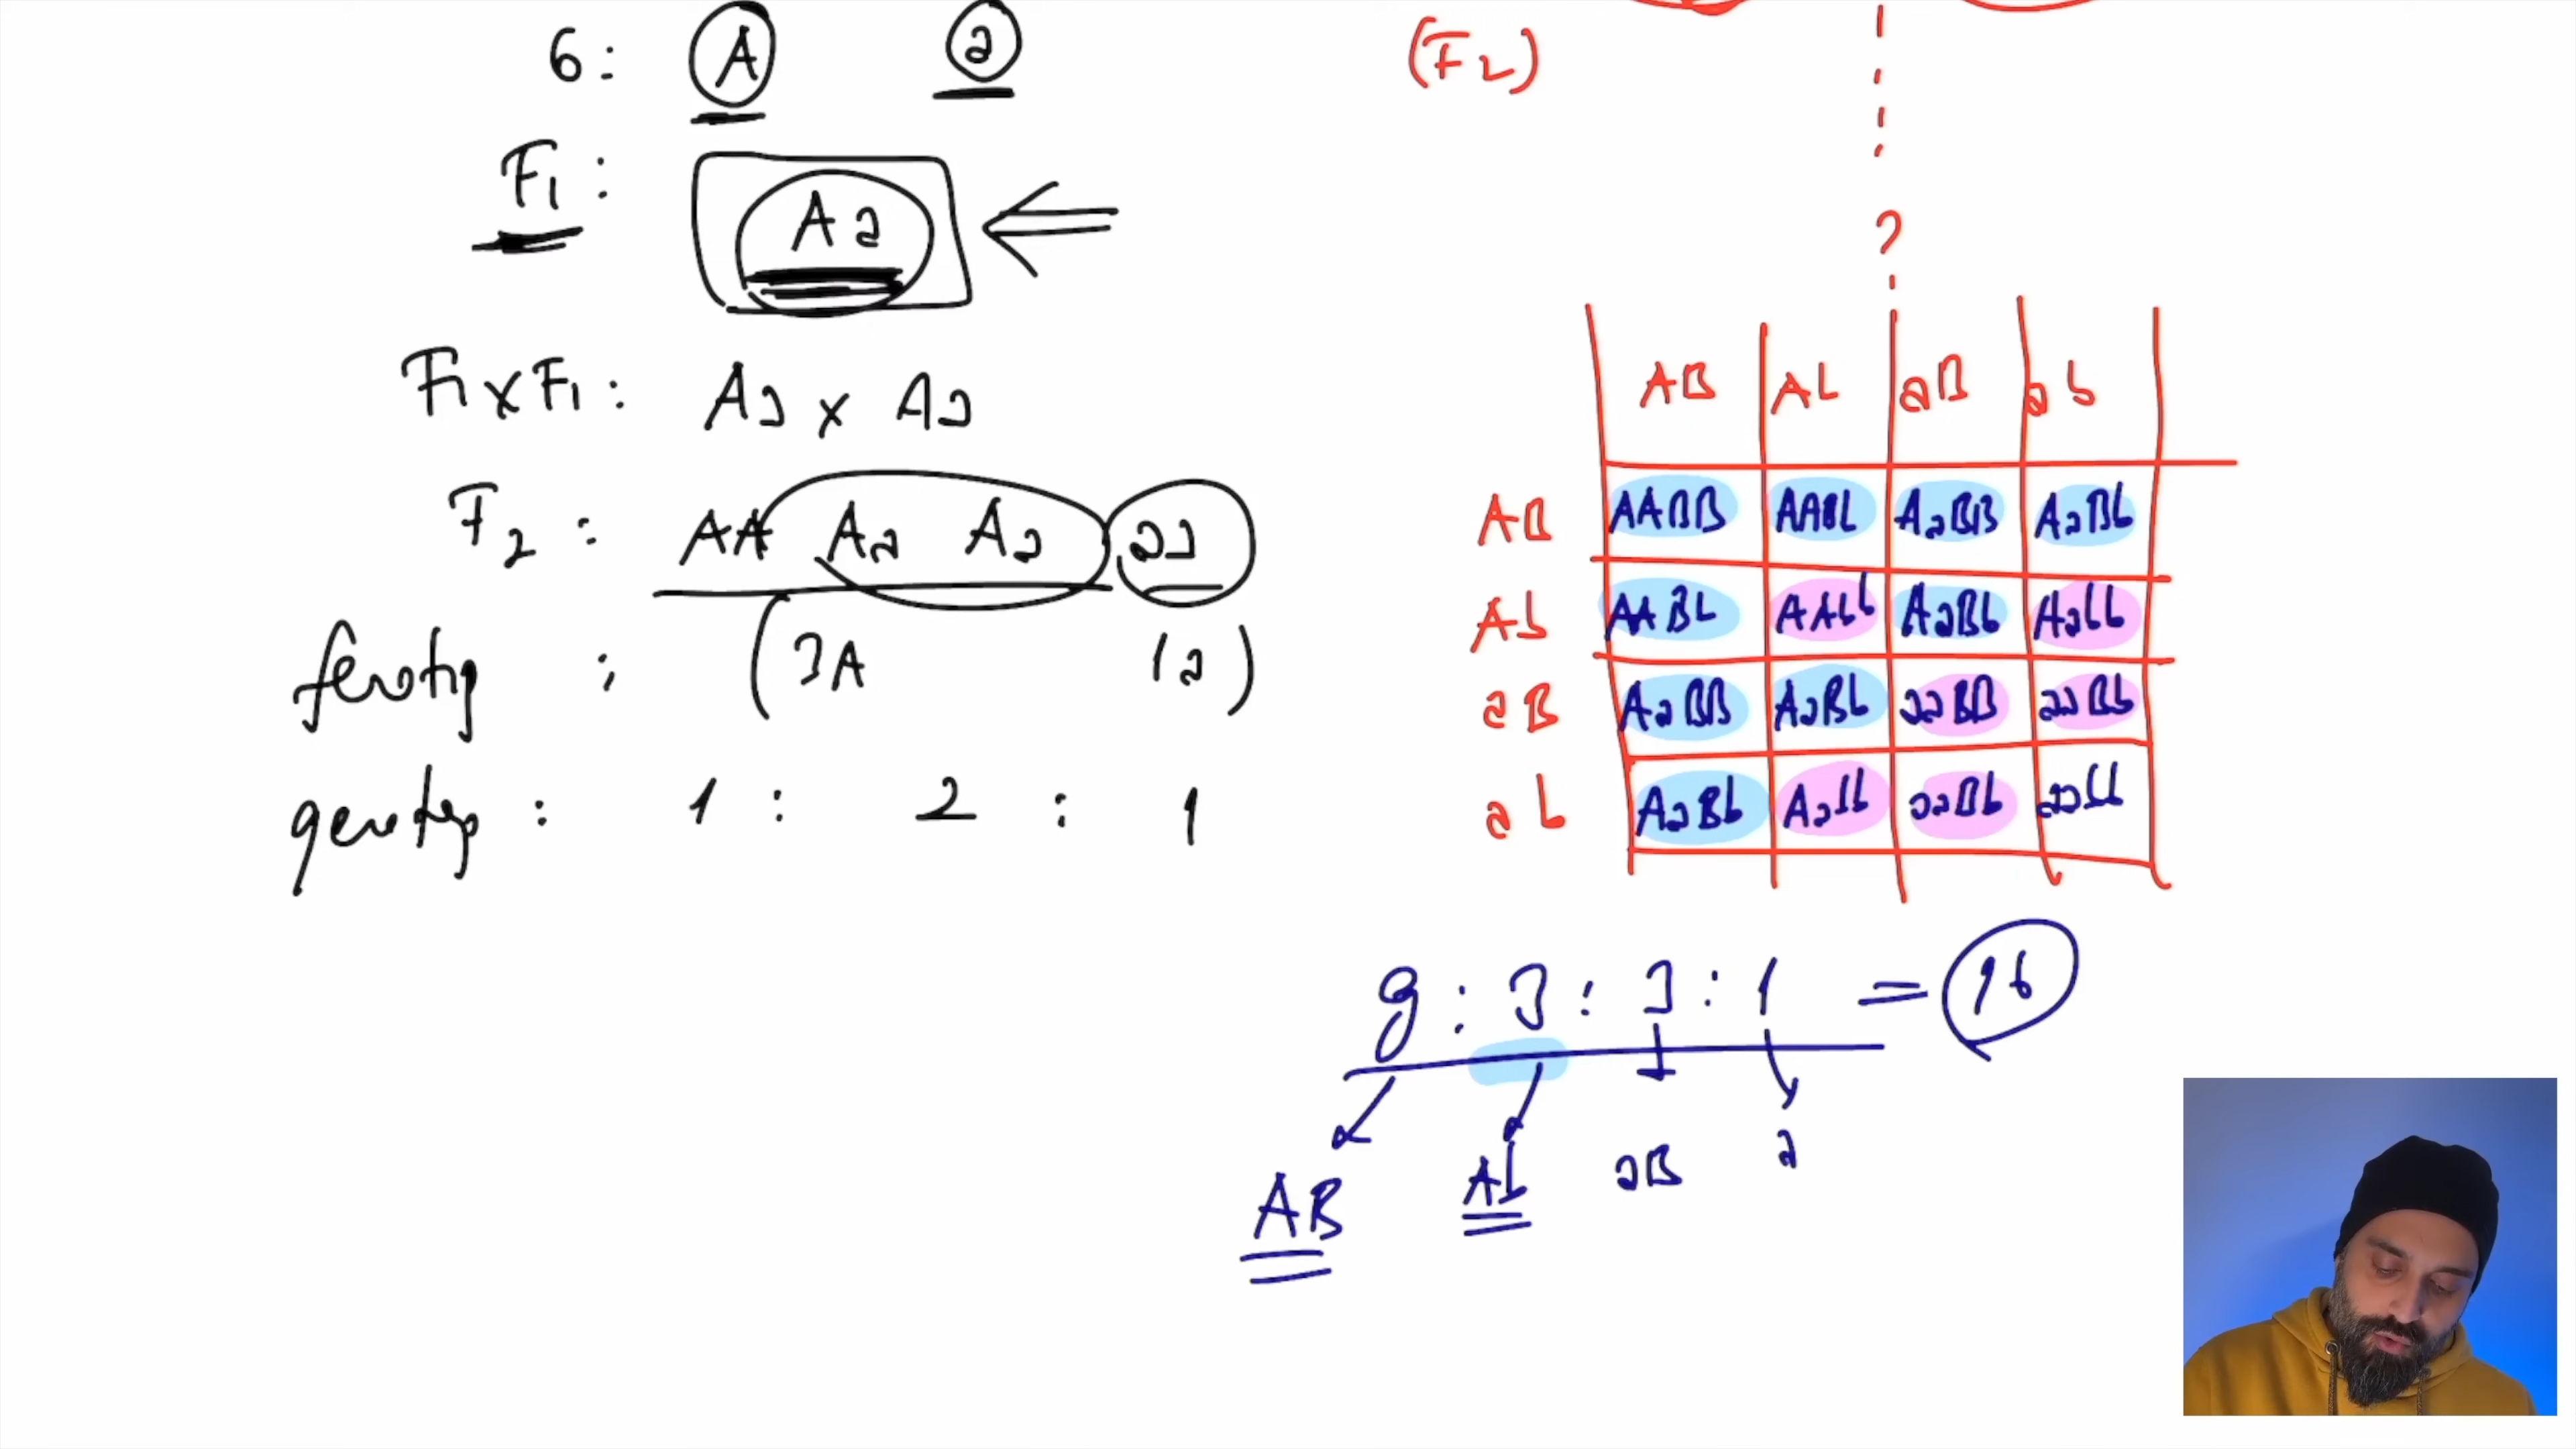 G: A a
F1: Aa
F1 x F1: Aa x Aa
F2: AA Aa Aa aa
fenotip: (3A 1a)
genotip: 1 : 2 : 1
(F2)
?
AB Ab aB ab
AB AABB AABb AaBB AaBb
Ab AABb AAbb AaBb Aabb
aB AaBB AaBb aaBB aaBb
ab AaBb Aabb aaBb aabb
9 : 3 : 3 : 1 = 16
AB Ab aB a